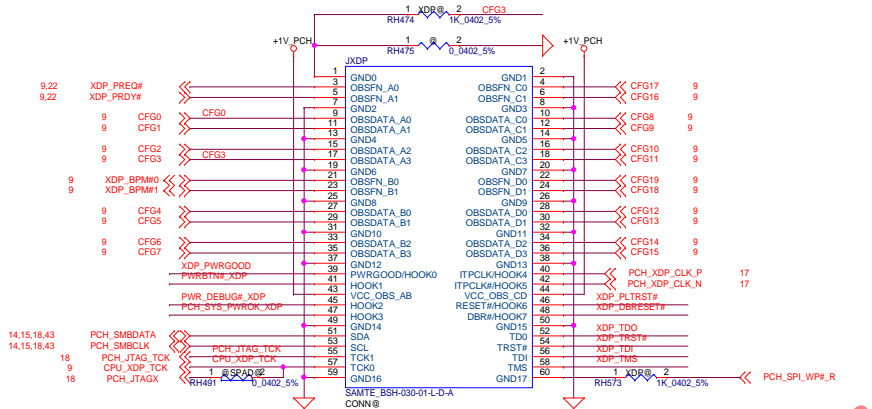 1 XDP@ 2 CFG3
RH474 1K_0402_5%
1 @ 2
RH475 0_0402_5%
+1V_PCH +1V_PCH
JXDP
1 GND0 GND1 2
9,22 XDP_PREQ# 3 OBSFN_A0 OBSFN_C0 4 CFG17 9
9,22 XDP_PRDY# 5 OBSFN_A1 OBSFN_C1 6 CFG16 9
7 GND2 GND3 8
9 CFG0 CFG0 9 OBSDATA_A0 OBSDATA_C0 10 CFG8 9
9 CFG1 11 OBSDATA_A1 OBSDATA_C1 12 CFG9 9
13 GND4 GND5 14
9 CFG2 15 OBSDATA_A2 OBSDATA_C2 16 CFG10 9
9 CFG3 CFG3 17 OBSDATA_A3 OBSDATA_C3 18 CFG11 9
19 GND6 GND7 20
9 XDP_BPM#0 21 OBSFN_B0 OBSFN_D0 22 CFG19 9
9 XDP_BPM#1 23 OBSFN_B1 OBSFN_D1 24 CFG18 9
25 GND8 GND9 26
9 CFG4 27 OBSDATA_B0 OBSDATA_D0 28 CFG12 9
9 CFG5 29 OBSDATA_B1 OBSDATA_D1 30 CFG13 9
31 GND10 GND11 32
9 CFG6 33 OBSDATA_B2 OBSDATA_D2 34 CFG14 9
9 CFG7 35 OBSDATA_B3 OBSDATA_D3 36 CFG15 9
37 GND12 GND13 38
XDP_PWRGOOD 39 PWRGOOD/HOOK0 ITPCLK/HOOK4 40 PCH_XDP_CLK_P 17
PWRBTN#_XDP 41 HOOK1 ITPCLK#/HOOK5 42 PCH_XDP_CLK_N 17
43 VCC_OBS_AB VCC_OBS_CD 44
PWR_DEBUG#_XDP 45 HOOK2 RESET#/HOOK6 46 XDP_PLTRST#
PCH_SYS_PWROK_XDP 47 HOOK3 DBR#/HOOK7 48 XDP_DBRESET#
49 GND14 GND15 50
14,15,18,43 PCH_SMBDATA 51 SDA TD0 52 XDP_TDO
14,15,18,43 PCH_SMBCLK 53 SCL TRST# 54 XDP_TRST#
18 PCH_JTAG_TCK PCH_JTAG_TCK 55 TCK1 TDI 56 XDP_TDI
9 CPU_XDP_TCK CPU_XDP_TCK 57 TCK0 TMS 58 XDP_TMS
18 PCH_JTAGX 1 @SPAD@ 2 59 GND16 GND17 60 1 XDR@ 2 PCH_SPI_WP#_R
RH491 0_0402_5% RH573 1K_0402_5%
SAMTE_BSH-030-01-L-D-A
CONN@